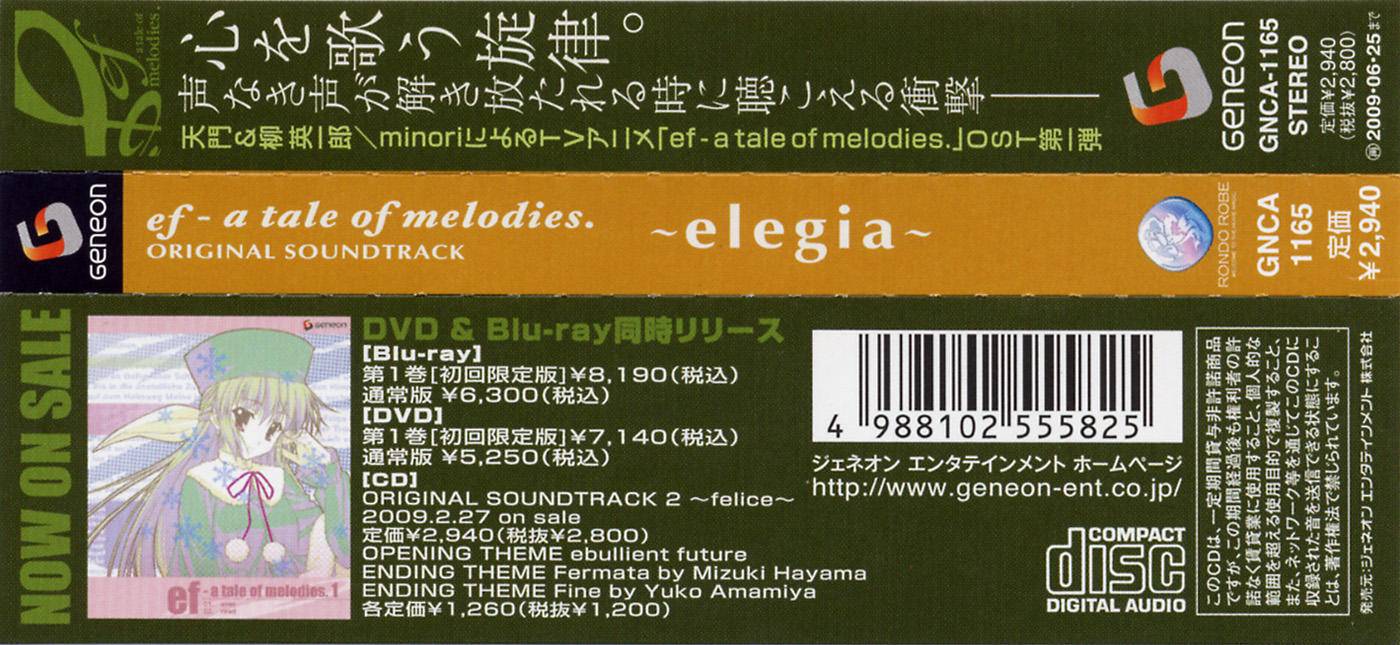 ef
a tale of
melodies.
心を歌う旋律。
声なき声が解き放たれる時に聴こえる衝撃――
天門&柳 英一郎/minoriによるTVアニメ「ef - a tale of melodies.」OST第一弾
geneon
GNCA-1165
STEREO
定価¥2,940
(税抜¥2,800)
㊢2009・06・25まで
geneon
ef - a tale of melodies.
ORIGINAL SOUNDTRACK
~elegia~
RONDO ROBE
GNCA
1165
定価
¥2,940
NOW ON SALE
geneon
ef - a tale of melodies. 1
DVD & Blu-ray同時リリース
[Blu-ray]
第1巻[初回限定版]¥8,190(税込)
通常版 ¥6,300(税込)
[DVD]
第1巻[初回限定版]¥7,140(税込)
通常版 ¥5,250(税込)
[CD]
ORIGINAL SOUNDTRACK 2 ~felice~
2009.2.27 on sale
定価¥2,940(税抜¥2,800)
OPENING THEME ebullient future
ENDING THEME Fermata by Mizuki Hayama
ENDING THEME Fine by Yuko Amamiya
各定価¥1,260(税抜¥1,200)
4 988102 555825
ジェネオン エンタテインメント ホームページ
http://www.geneon-ent.co.jp/
COMPACT
disc
DIGITAL AUDIO
このCDは、一定期間貸与非許諾商品
ですが、この期間経過後も権利者の許
諾なく賃貸業に使用すること、個人的な
範囲を超える使用目的で複製すること、
また、ネットワーク等を通じてこのCDに
収録された音を送信できる状態にするこ
とは、著作権法で禁じられています。
発売元:ジェネオン エンタテインメント 株式会社